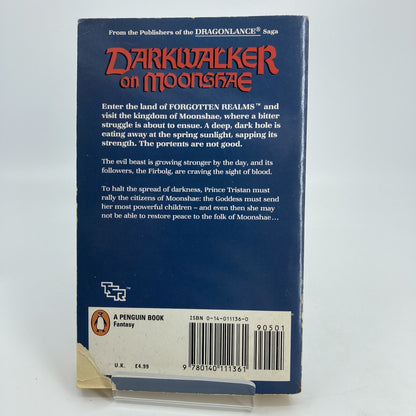 From the Publishers of the DRAGONLANCE® Saga
DARKWALKER
on MOONSHAE
Enter the land of FORGOTTEN REALMS™ and
visit the kingdom of Moonshae, where a bitter
struggle is about to ensue. A deep, dark hole is
eating away at the spring sunlight, sapping its
strength. The portents are not good.
The evil beast is growing stronger by the day, and its
followers, the Firbolg, are craving the sight of blood.
To halt the spread of darkness, Prince Tristan must
rally the citizens of Moonshae: the Goddess must send
her most powerful children – and even then she may
not be able to restore peace to the folk of Moonshae…
TSR™
A PENGUIN BOOK
Fantasy
U.K. £4.99
ISBN 0-14-011136-0
90501
9 780140 111361